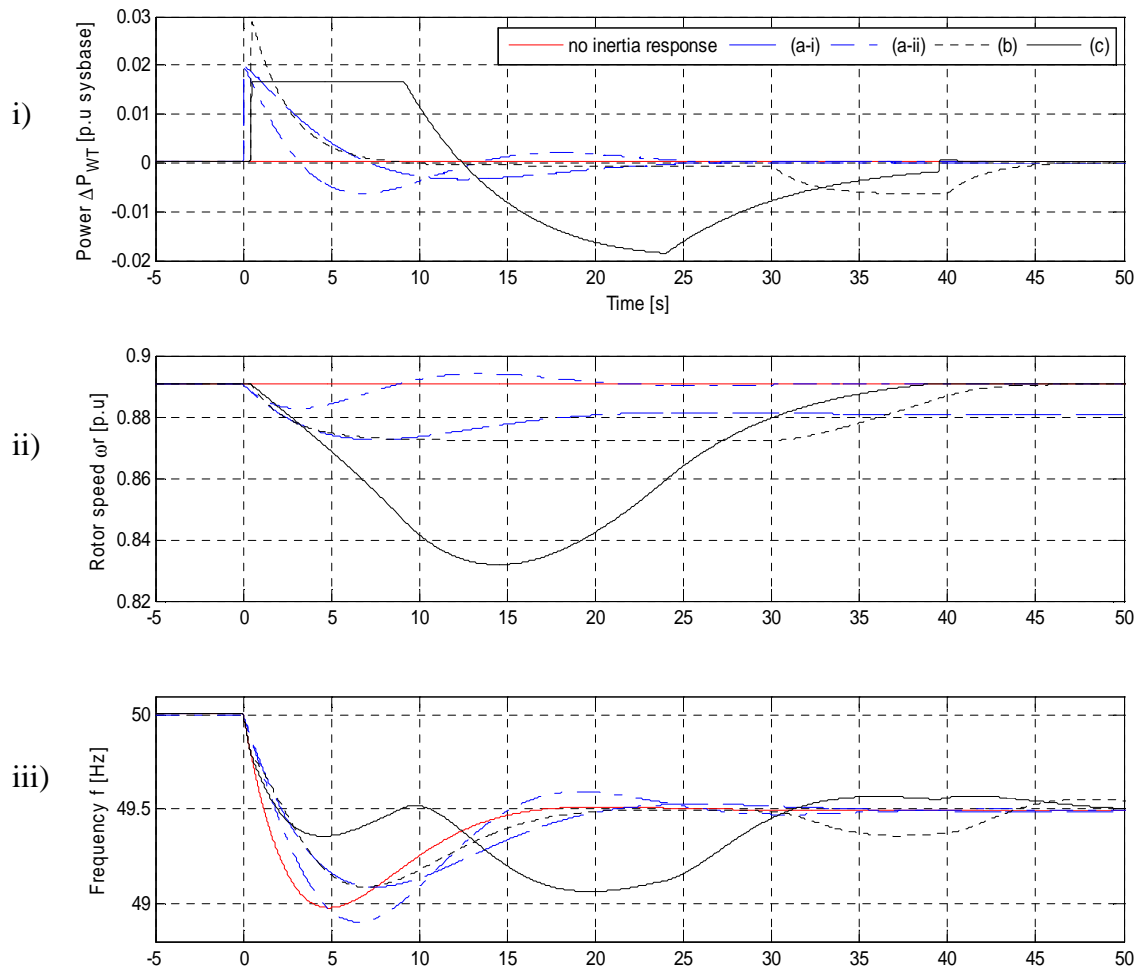 no inertia response (a-i) (a-ii) (b) (c)
i)
Power Δ P_WT [p.u sysbase]
0.03
0.02
0.01
0
-0.01
-0.02
-5 0 5 10 15 20 25 30 35 40 45 50
Time [s]
ii)
Rotor speed ωr [p.u]
0.9
0.88
0.86
0.84
0.82
-5 0 5 10 15 20 25 30 35 40 45 50
iii)
Frequency f [Hz]
50
49.5
49
-5 0 5 10 15 20 25 30 35 40 45 50